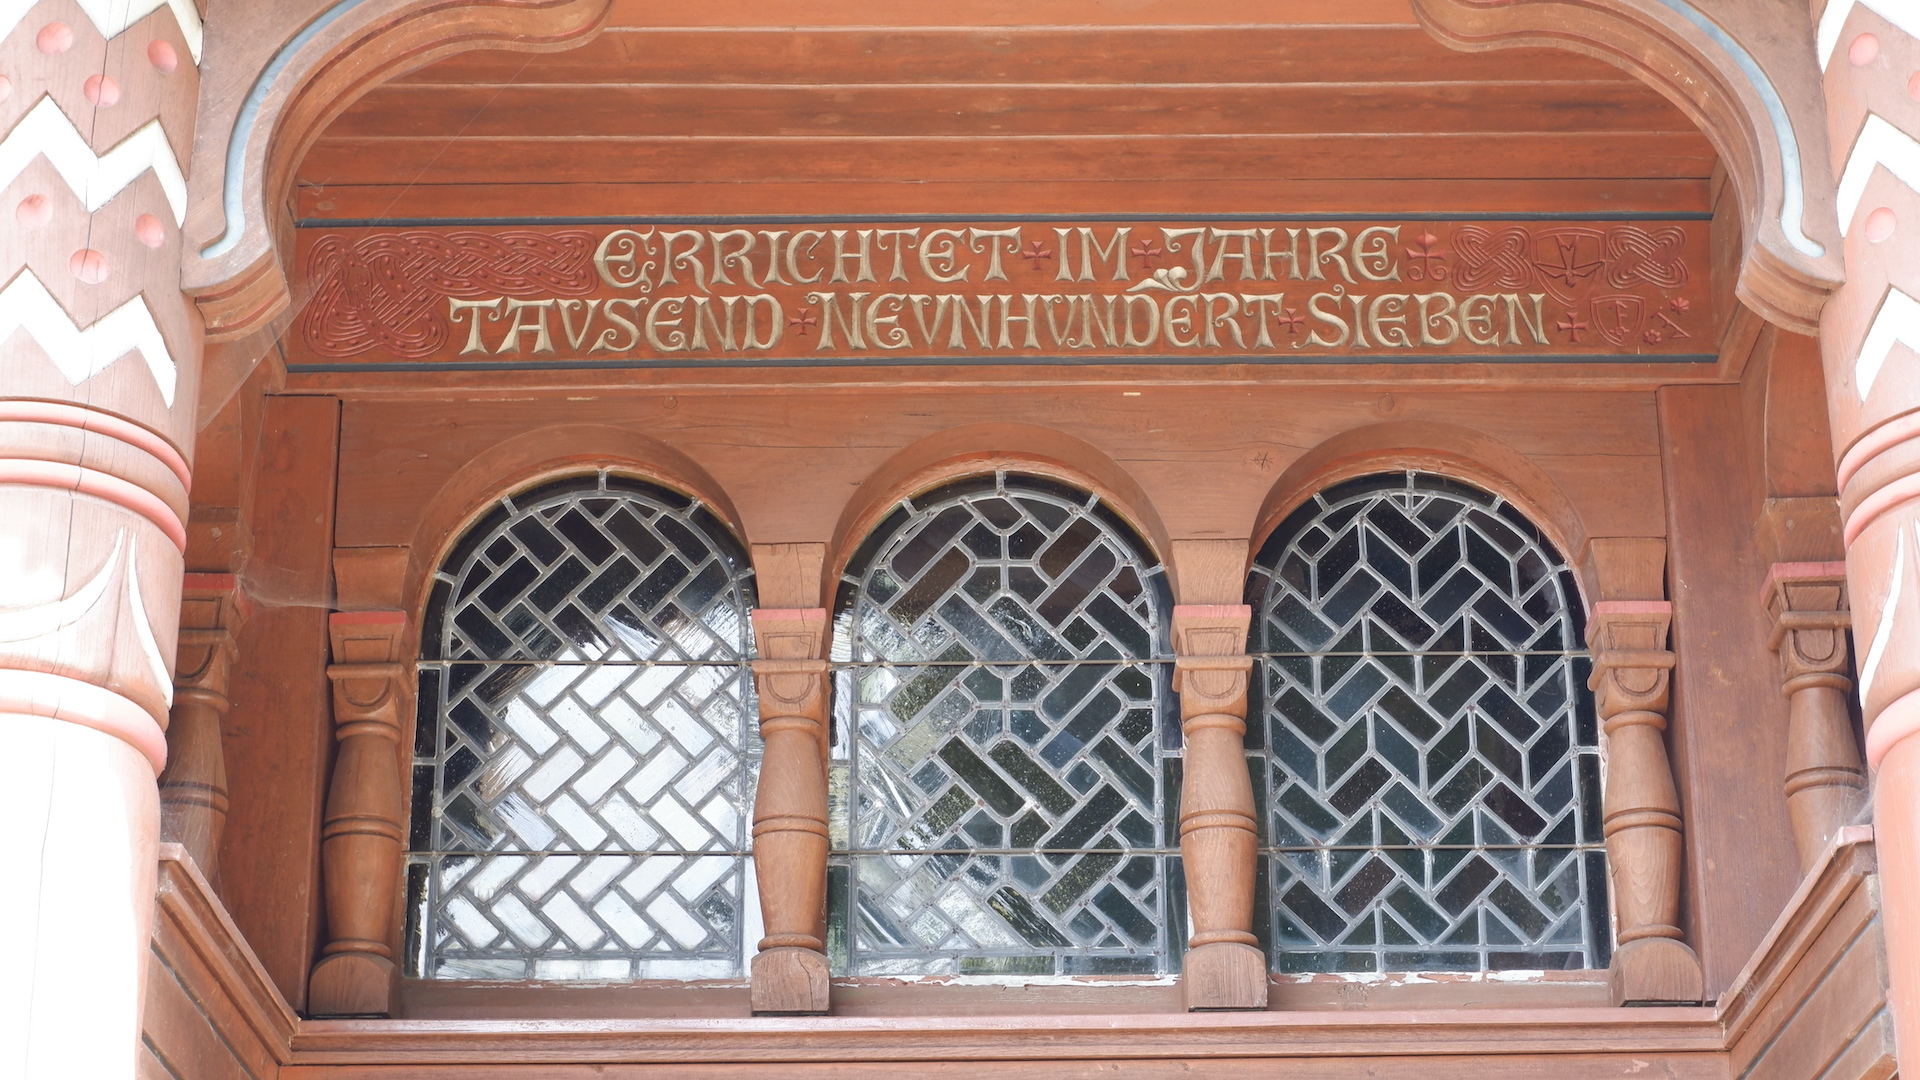 ERRICHTET IM JAHRE
TAVSEND NEVNHVNDERT SIEBEN